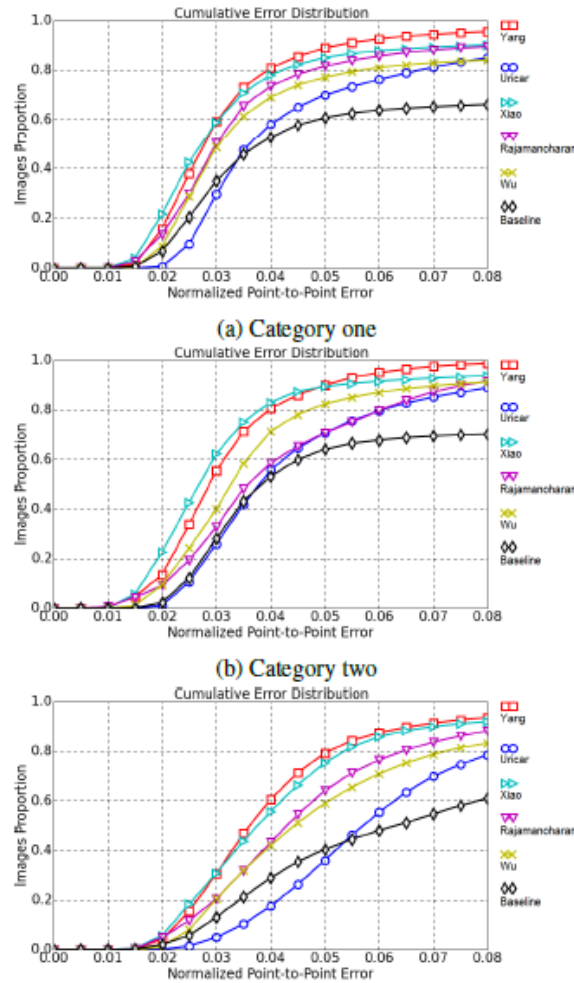 Cumulative Error Distribution
1.0
0.8
0.6
0.4
0.2
0.0
Images Proportion
0.00 0.01 0.02 0.03 0.04 0.05 0.06 0.07 0.08
Normalized Point-to-Point Error
Yang
Uricar
Xiao
Rajamancharan
Wu
Baseline
(a) Category one
Cumulative Error Distribution
1.0
0.8
0.6
0.4
0.2
0.0
Images Proportion
0.00 0.01 0.02 0.03 0.04 0.05 0.06 0.07 0.08
Normalized Point-to-Point Error
Yang
Uricar
Xiao
Rajamancharan
Wu
Baseline
(b) Category two
Cumulative Error Distribution
1.0
0.8
0.6
0.4
0.2
0.0
Images Proportion
0.00 0.01 0.02 0.03 0.04 0.05 0.06 0.07 0.08
Normalized Point-to-Point Error
Yang
Uricar
Xiao
Rajamancharan
Wu
Baseline